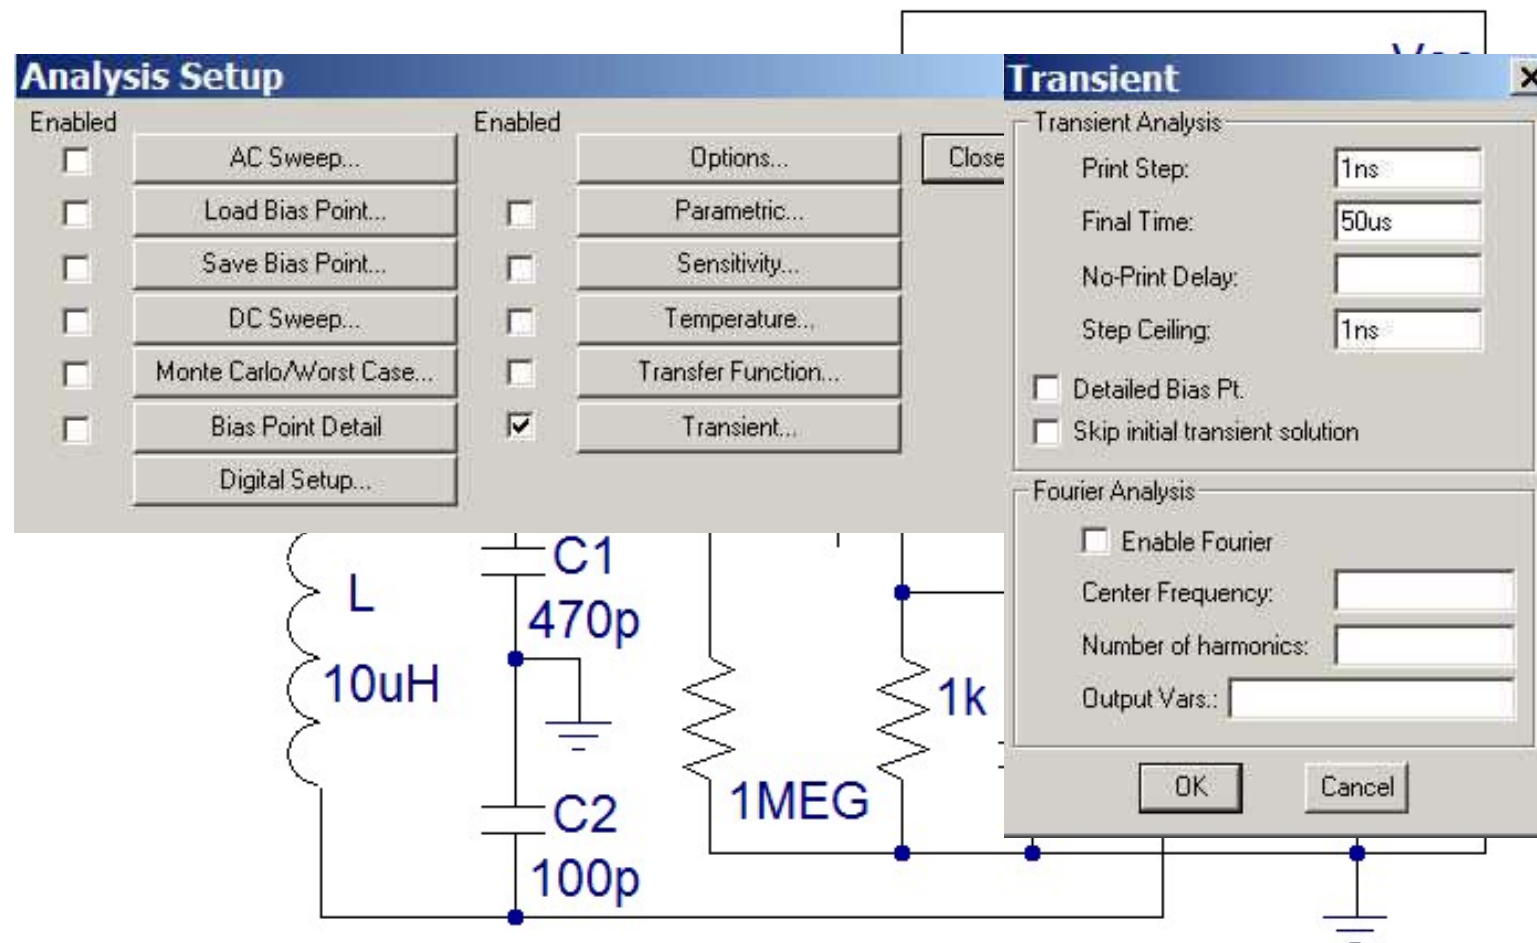 Analysis Setup
Enabled
Enabled
AC Sweep...
Options...
Close
Load Bias Point...
Parametric...
Save Bias Point...
Sensitivity...
DC Sweep...
Temperature...
Monte Carlo/Worst Case...
Transfer Function...
Bias Point Detail
Transient...
Digital Setup...
Transient
Transient Analysis
Print Step: 1ns
Final Time: 50us
No-Print Delay:
Step Ceiling: 1ns
Detailed Bias Pt.
Skip initial transient solution
Fourier Analysis
Enable Fourier
Center Frequency:
Number of harmonics:
Output Vars.:
OK Cancel
L
10uH
C1
470p
C2
100p
1MEG
1k